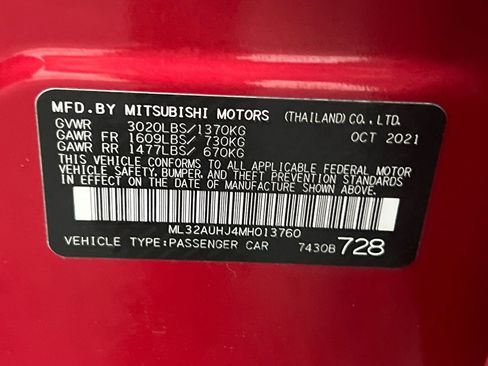 MFD. BY MITSUBISHI MOTORS (THAILAND) CO., LTD.
GVWR 3020LBS/1370KG OCT 2021
GAWR FR 1609LBS/ 730KG
GAWR RR 1477LBS/ 670KG
THIS VEHICLE CONFORMS TO ALL APPLICABLE FEDERAL MOTOR
VEHICLE SAFETY, BUMPER, AND THEFT PREVENTION STANDARDS
IN EFFECT ON THE DATE OF MANUFACTURE SHOWN ABOVE.
ML32AUHJ4MH013760
VEHICLE TYPE:PASSENGER CAR 7430B 728